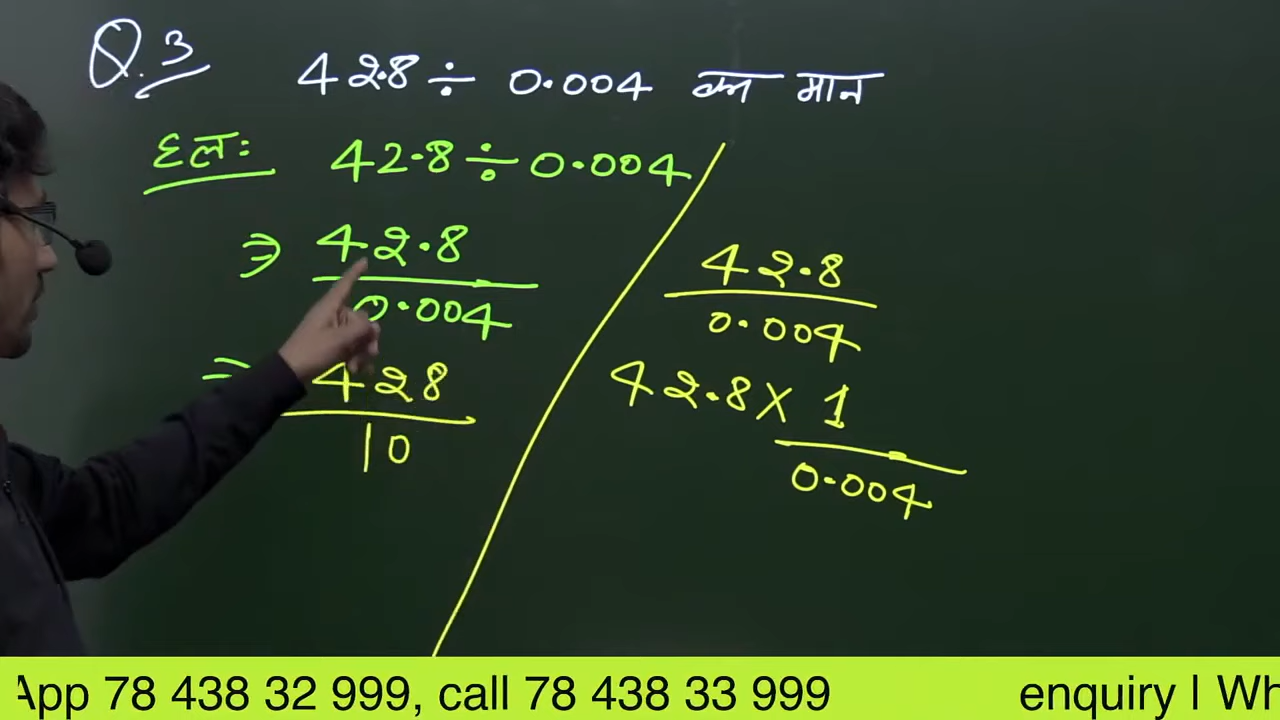 Q.3 42.8 ÷ 0.004 का मान
हलः 42.8 ÷ 0.004
⇒ 42.8
0.004
= 428
10
42.8
0.004
42.8 × 1
0.004
App 78 438 32 999, call 78 438 33 999 enquiry I Wh